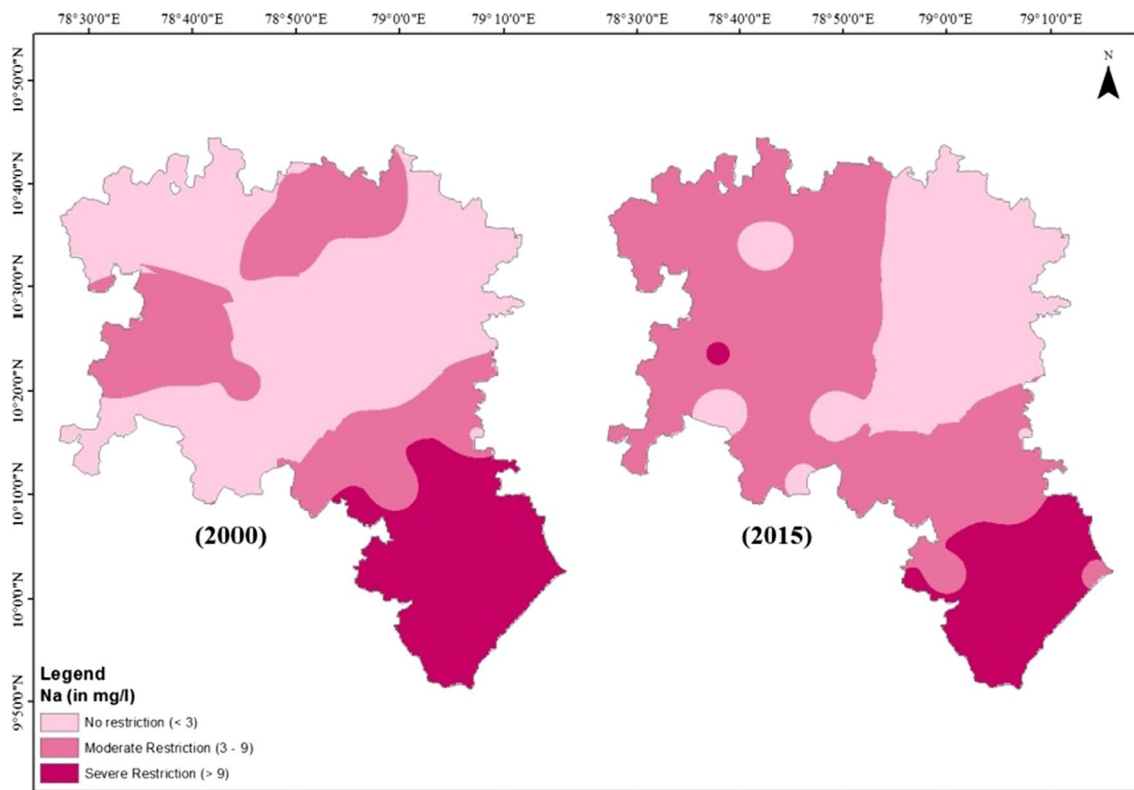 78°30'0"E 78°40'0"E 78°50'0"E 79°0'0"E 79°10'0"E 78°30'0"E 78°40'0"E 78°50'0"E 79°0'0"E 79°10'0"E
N
10°50'0"N
10°40'0"N
10°30'0"N
10°20'0"N
10°10'0"N
10°0'0"N
9°50'0"N
(2000) (2015)
Legend
Na (in mg/l)
No restriction (< 3)
Moderate Restriction (3 - 9)
Severe Restriction (> 9)